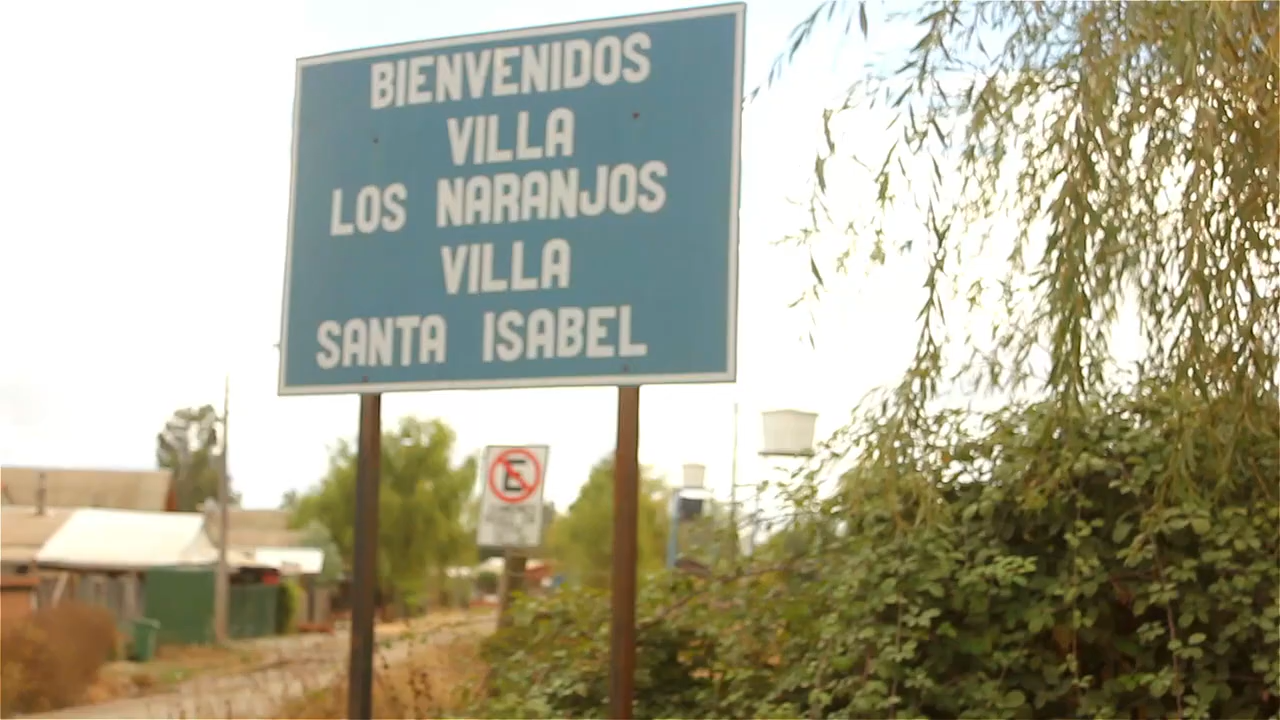 BIENVENIDOS
VILLA
LOS NARANJOS
VILLA
SANTA ISABEL
E